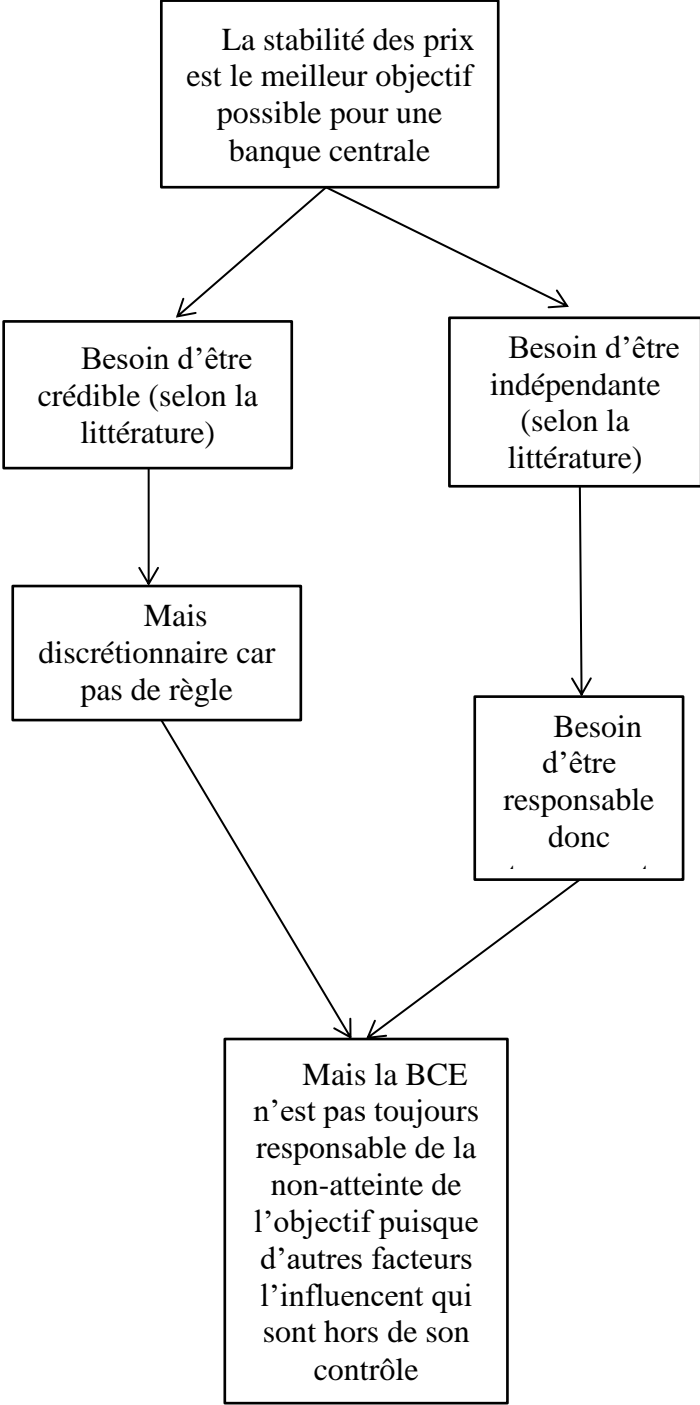 La stabilité des prix
est le meilleur objectif
possible pour une
banque centrale
Besoin d’être
crédible (selon la
littérature)
Besoin d’être
indépendante
(selon la
littérature)
Mais
discrétionnaire car
pas de règle
Besoin
d’être
responsable
donc
Mais la BCE
n’est pas toujours
responsable de la
non-atteinte de
l’objectif puisque
d’autres facteurs
l’influencent qui
sont hors de son
contrôle